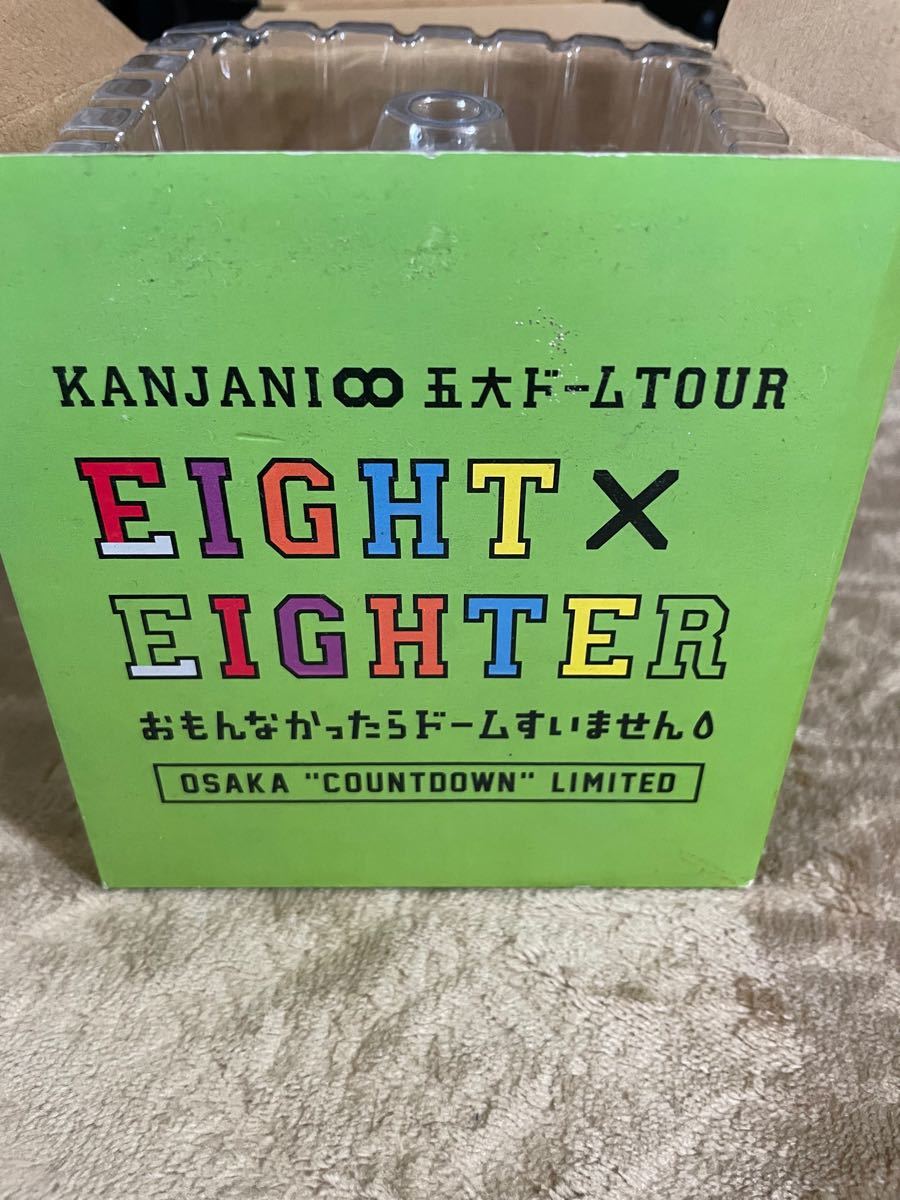 KANJANI∞ 五大ドームTOUR
EIGHT×
EIGHTER
おもんなかったらドームすいません
OSAKA "COUNTDOWN" LIMITED